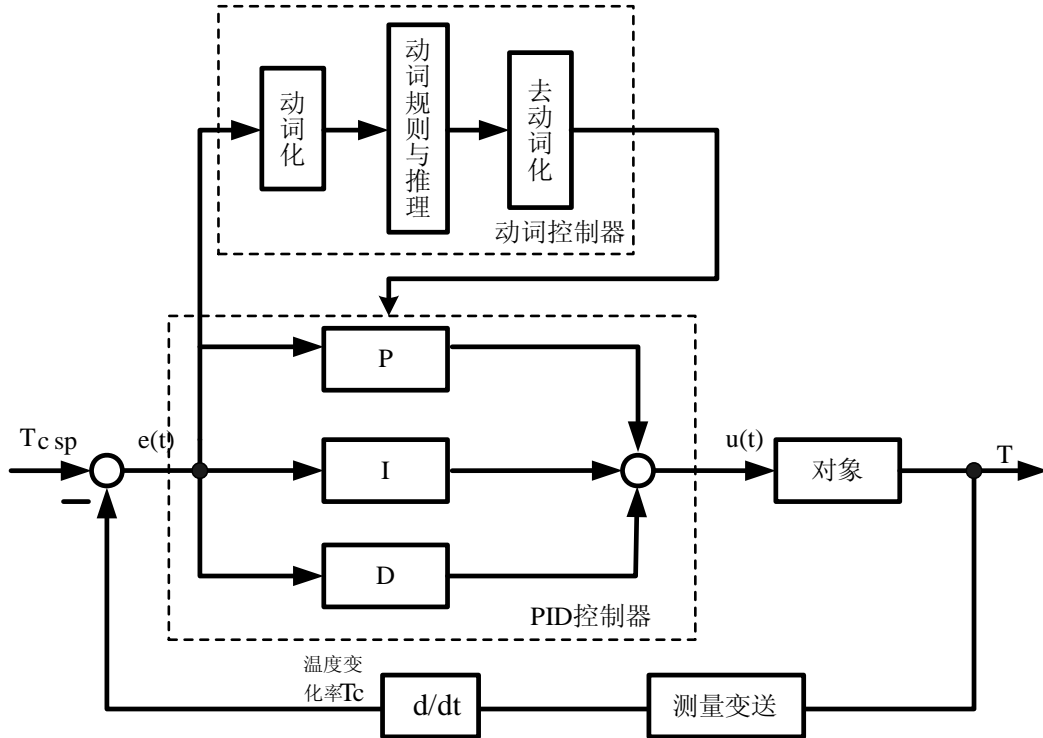 动词化
动词规则与推理
去动词化
动词控制器
P
Tc sp
e(t)
I
u(t)
对象
T
D
PID控制器
温度变
化率Tc
d/dt
测量变送